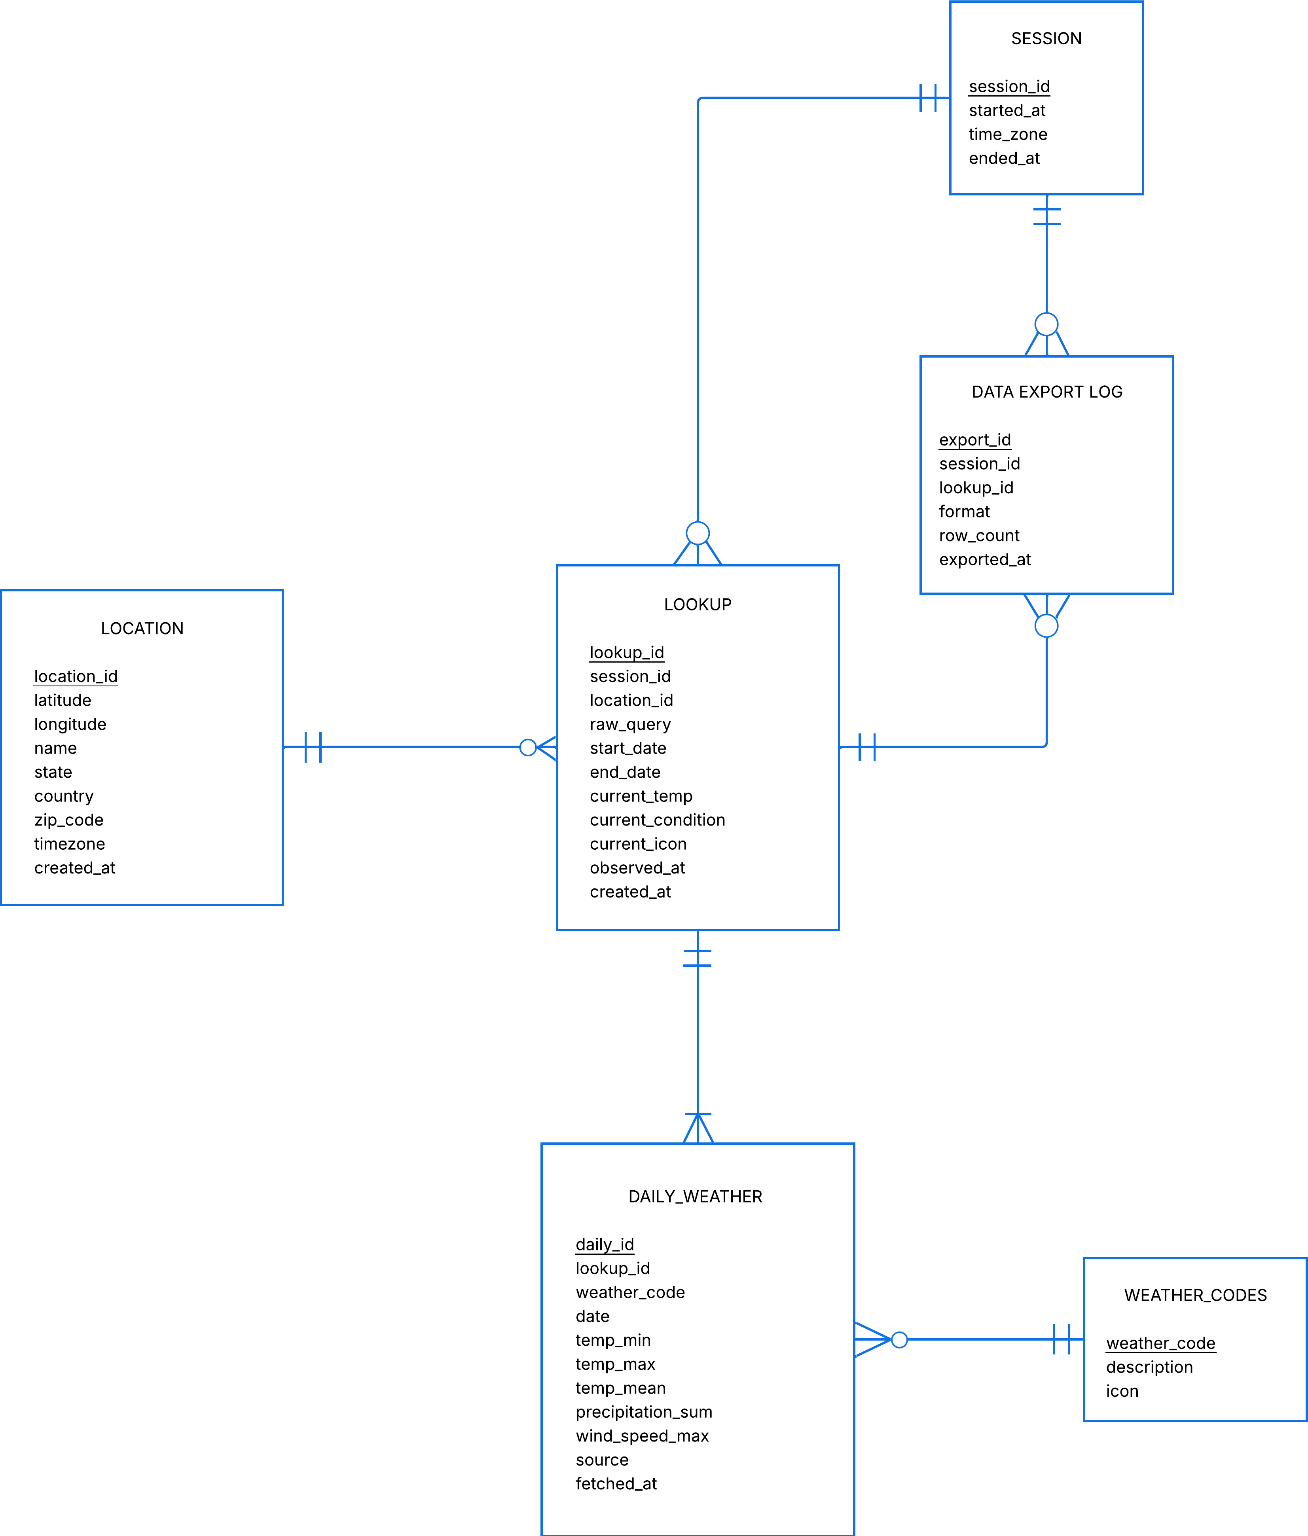 SESSION
session_id
started_at
time_zone
ended_at
DATA EXPORT LOG
export_id
session_id
lookup_id
format
row_count
exported_at
LOCATION
location_id
latitude
longitude
name
state
country
zip_code
timezone
created_at
LOOKUP
lookup_id
session_id
location_id
raw_query
start_date
end_date
current_temp
current_condition
current_icon
observed_at
created_at
DAILY_WEATHER
daily_id
lookup_id
weather_code
date
temp_min
temp_max
temp_mean
precipitation_sum
wind_speed_max
source
fetched_at
WEATHER_CODES
weather_code
description
icon